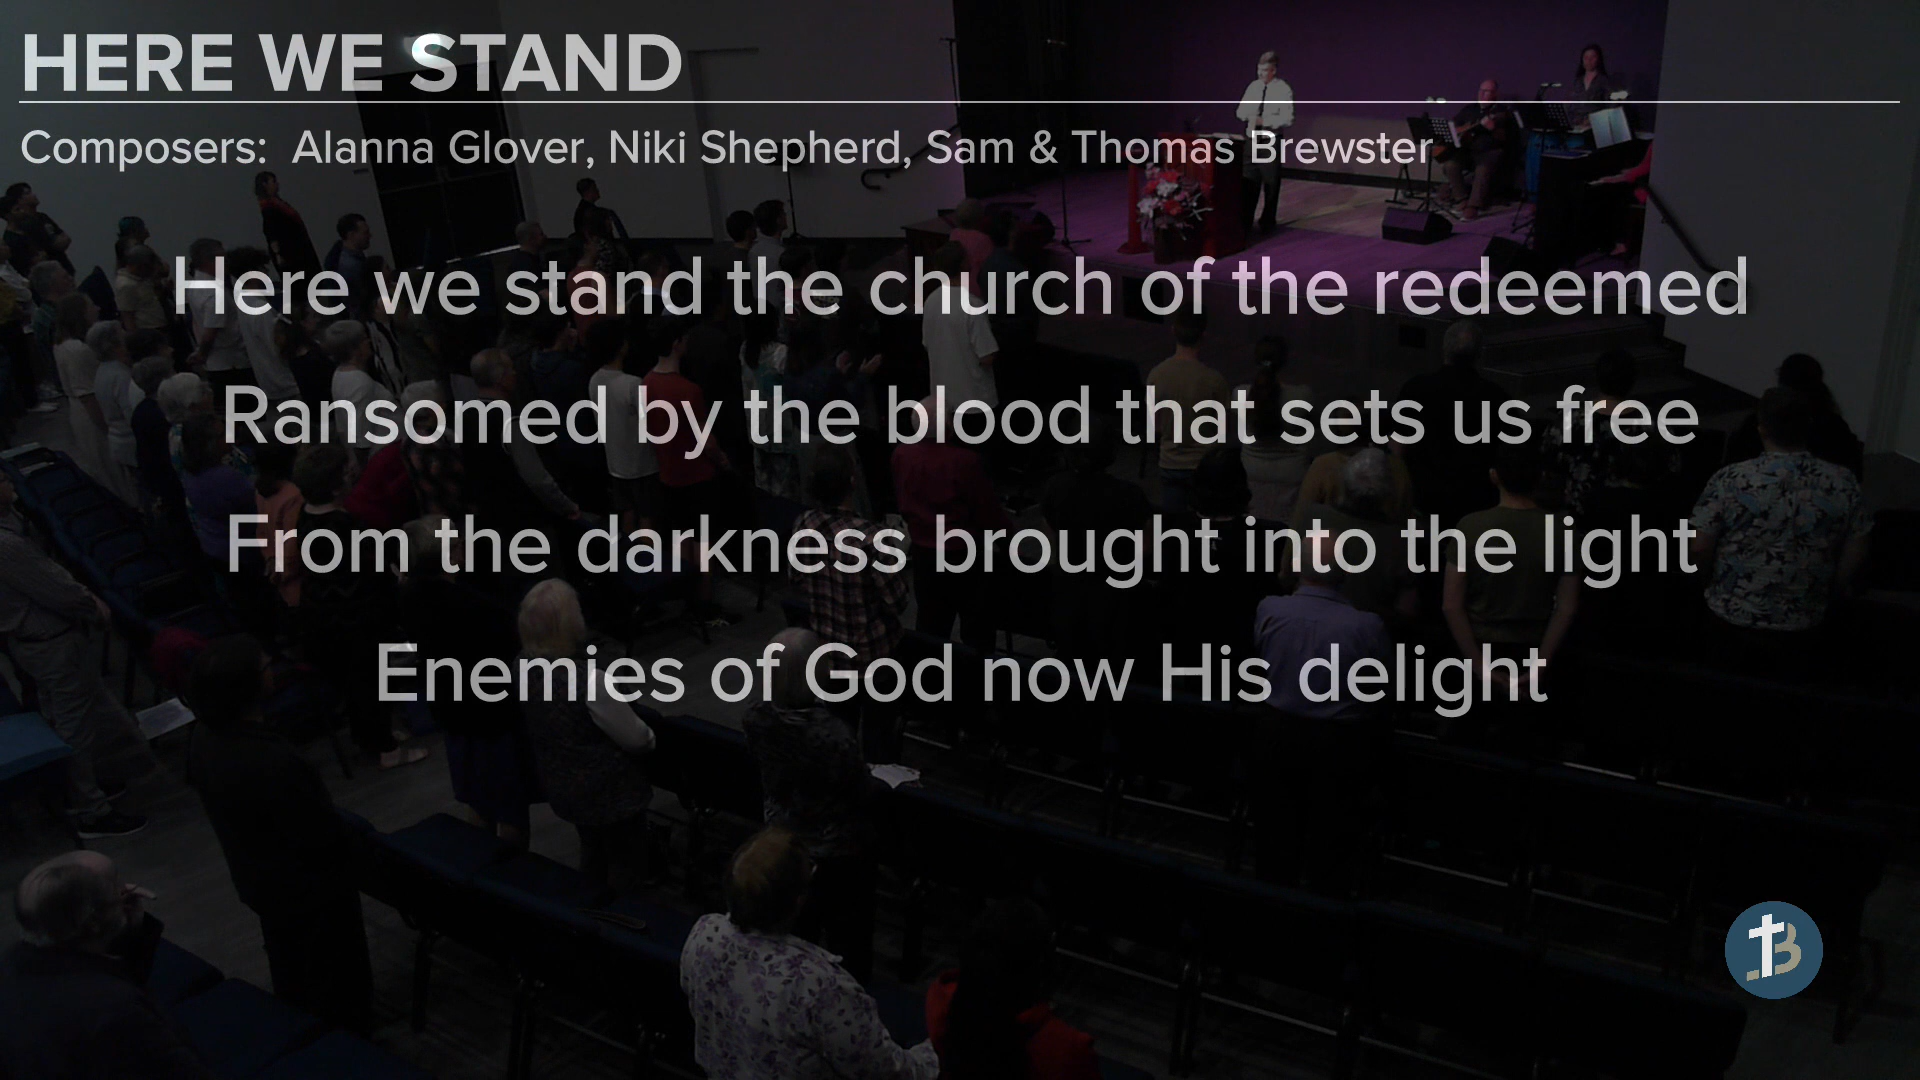 HERE WE STAND
Composers: Alanna Glover, Niki Shepherd, Sam & Thomas Brewster
Here we stand the church of the redeemed
Ransomed by the blood that sets us free
From the darkness brought into the light
Enemies of God now His delight